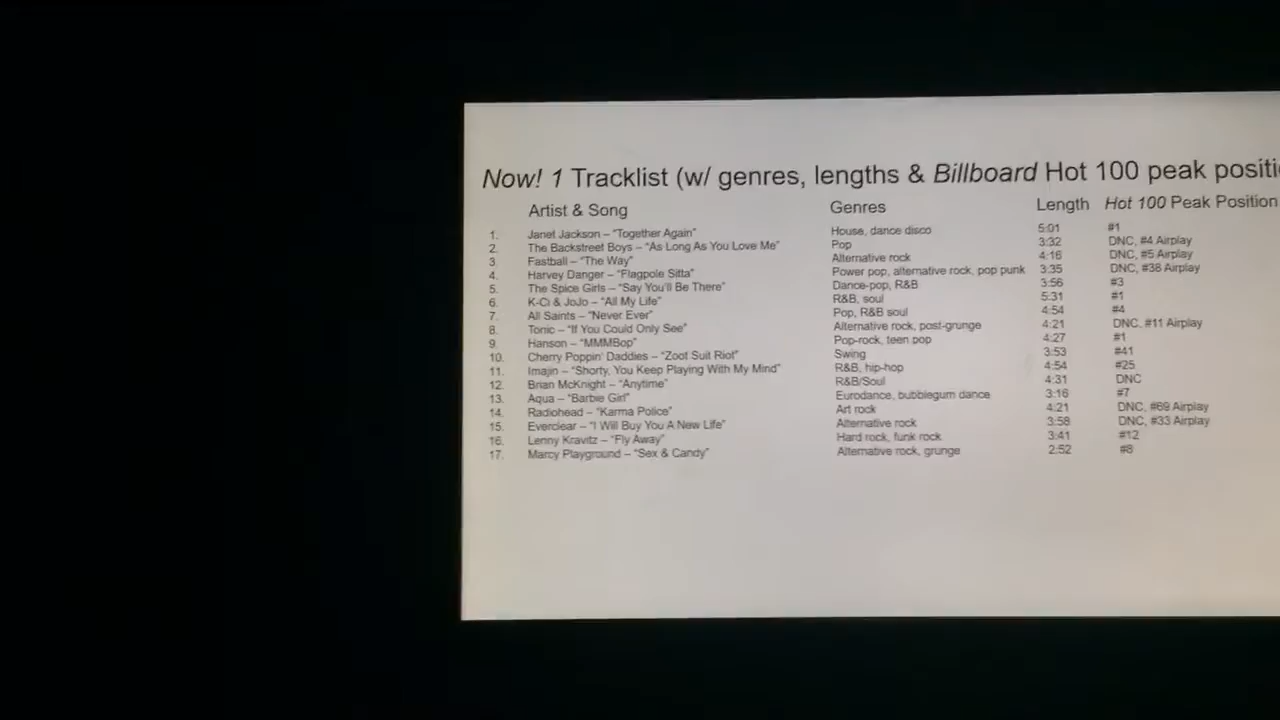 Now! 1 Tracklist (w/ genres, lengths & Billboard Hot 100 peak positi
Artist & Song Genres Length Hot 100 Peak Position
1. Janet Jackson – “Together Again” House, dance disco 5:01 #1
2. The Backstreet Boys – “As Long As You Love Me” Pop 3:32 DNC, #4 Airplay
3. Fastball – “The Way” Alternative rock 4:16 DNC, #5 Airplay
4. Harvey Danger – “Flagpole Sitta” Power pop, alternative rock, pop punk 3:35 DNC, #38 Airplay
5. The Spice Girls – “Say You'll Be There” Dance-pop, R&B 3:56 #3
6. K-Ci & JoJo – “All My Life” R&B, soul 5:31 #1
7. All Saints – “Never Ever” Pop, R&B soul 4:54 #4
8. Tonic – “If You Could Only See” Alternative rock, post-grunge 4:21 DNC, #11 Airplay
9. Hanson – “MMMBop” Pop-rock, teen pop 4:27 #1
10. Cherry Poppin' Daddies – “Zoot Suit Riot” Swing 3:53 #41
11. Imajin – “Shorty, You Keep Playing With My Mind” R&B, hip-hop 4:54 #25
12. Brian McKnight – “Anytime” R&B/Soul 4:31 DNC
13. Aqua – “Barbie Girl” Eurodance, bubblegum dance 3:16 #7
14. Radiohead – “Karma Police” Art rock 4:21 DNC, #69 Airplay
15. Everclear – “I Will Buy You A New Life” Alternative rock 3:58 DNC, #33 Airplay
16. Lenny Kravitz – “Fly Away” Hard rock, funk rock 3:41 #12
17. Marcy Playground – “Sex & Candy” Alternative rock, grunge 2:52 #8